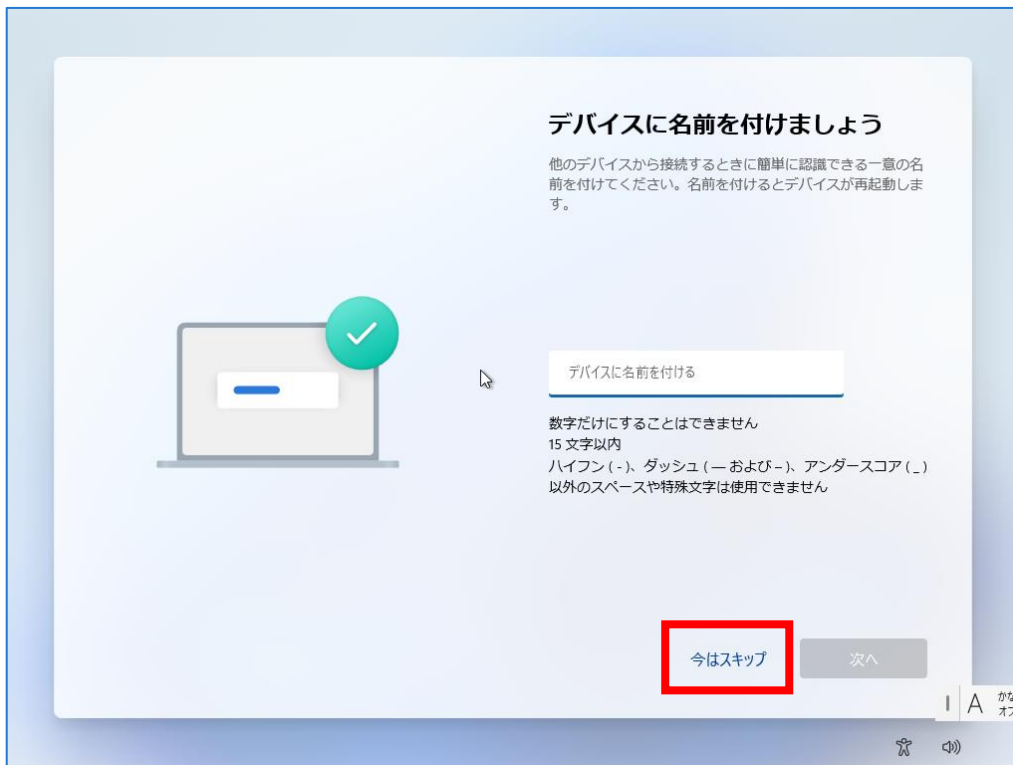 デバイスに名前を付けましょう
他のデバイスから接続するときに簡単に認識できる一意の名
前を付けてください。名前を付けるとデバイスが再起動しま
す。
デバイスに名前を付ける
数字だけにすることはできません
15 文字以内
ハイフン ( - )、ダッシュ ( — および – )、アンダースコア ( _ )
以外のスペースや特殊文字は使用できません
今はスキップ
次へ
A
かな
オフ